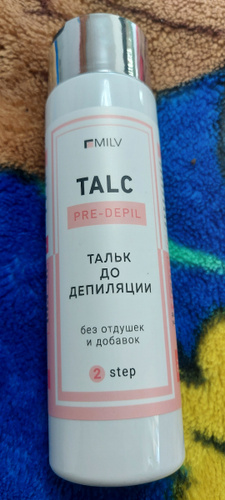 MILV
TALC
PRE-DEPIL
ТАЛЬК
ДО
ДЕПИЛЯЦИИ
без отдушек
и добавок
2 step